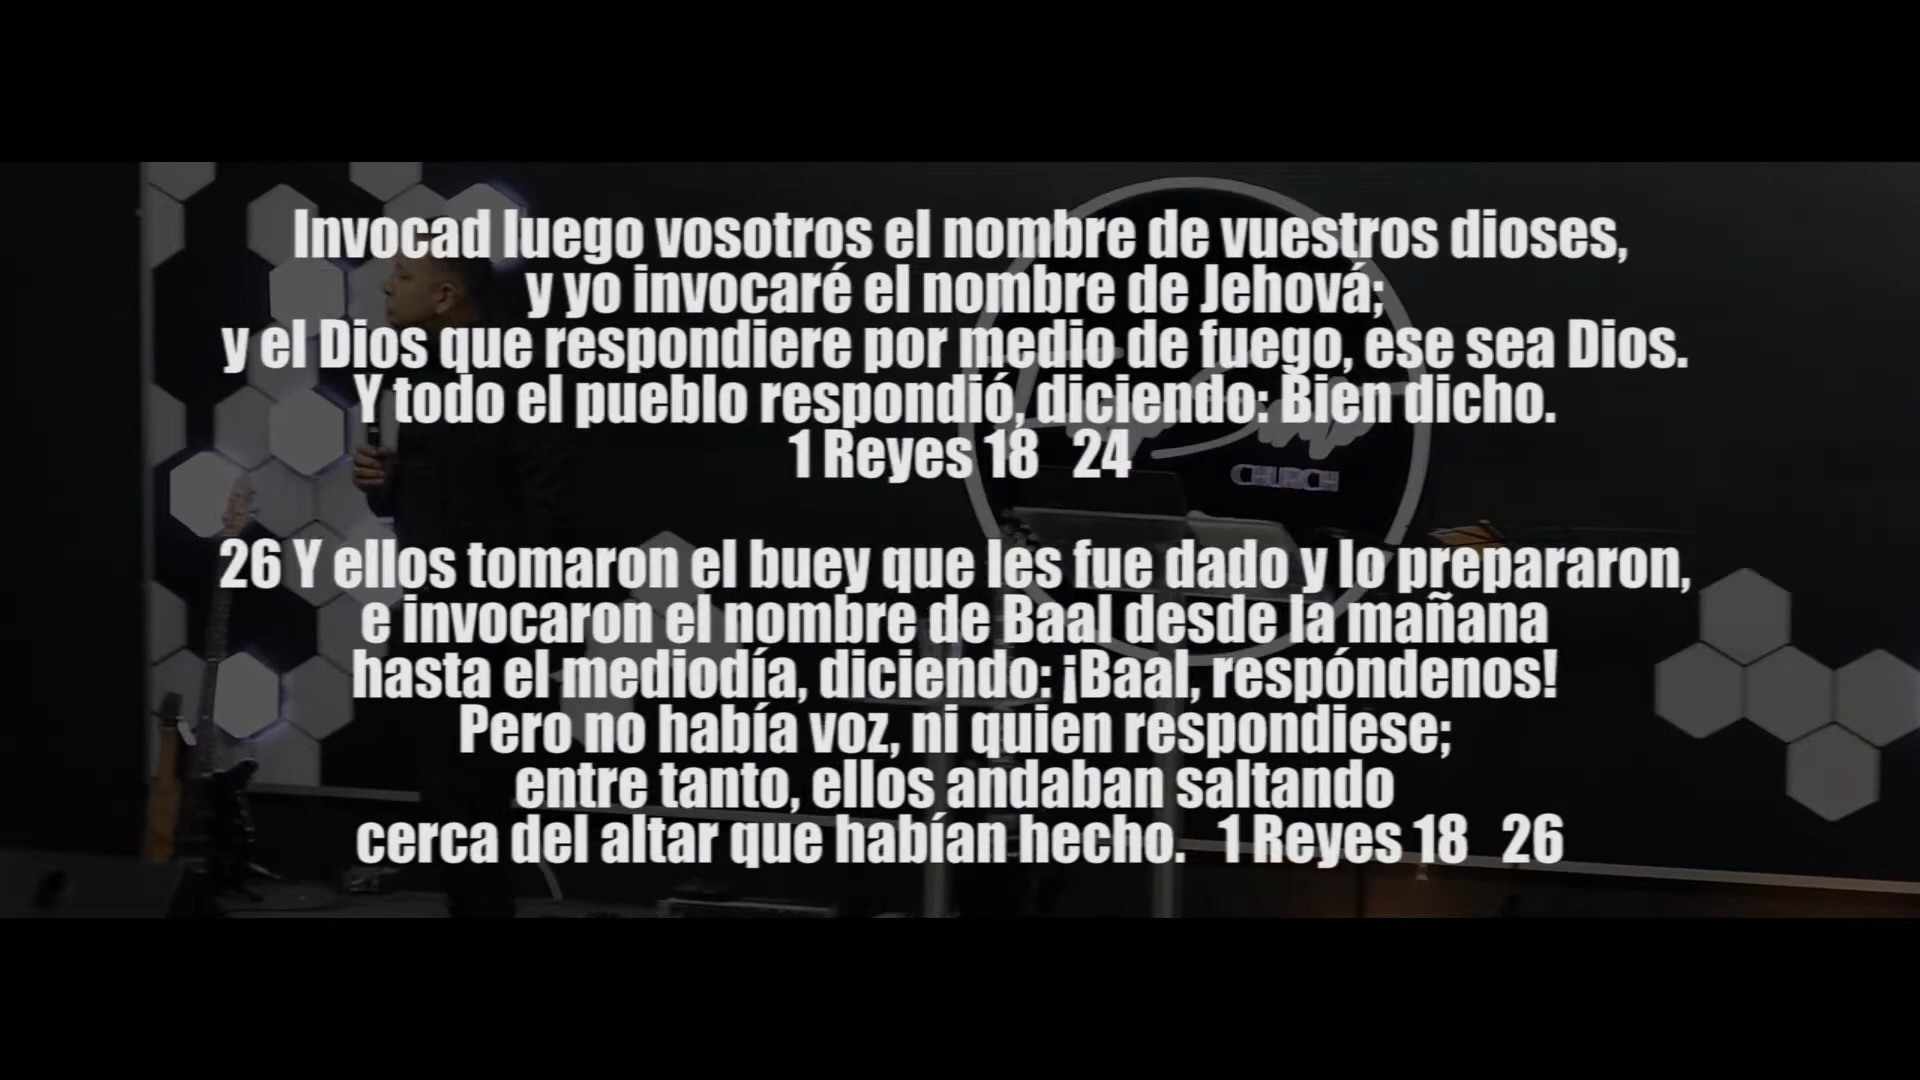 Invocad luego vosotros el nombre de vuestros dioses,
y yo invocaré el nombre de Jehová;
y el Dios que respondiere por medio de fuego, ese sea Dios.
Y todo el pueblo respondió, diciendo: Bien dicho.
1 Reyes 18 24
26 Y ellos tomaron el buey que les fue dado y lo prepararon,
e invocaron el nombre de Baal desde la mañana
hasta el mediodía, diciendo: ¡Baal, respóndenos!
Pero no había voz, ni quien respondiese;
entre tanto, ellos andaban saltando
cerca del altar que habían hecho. 1 Reyes 18 26
CHURCH